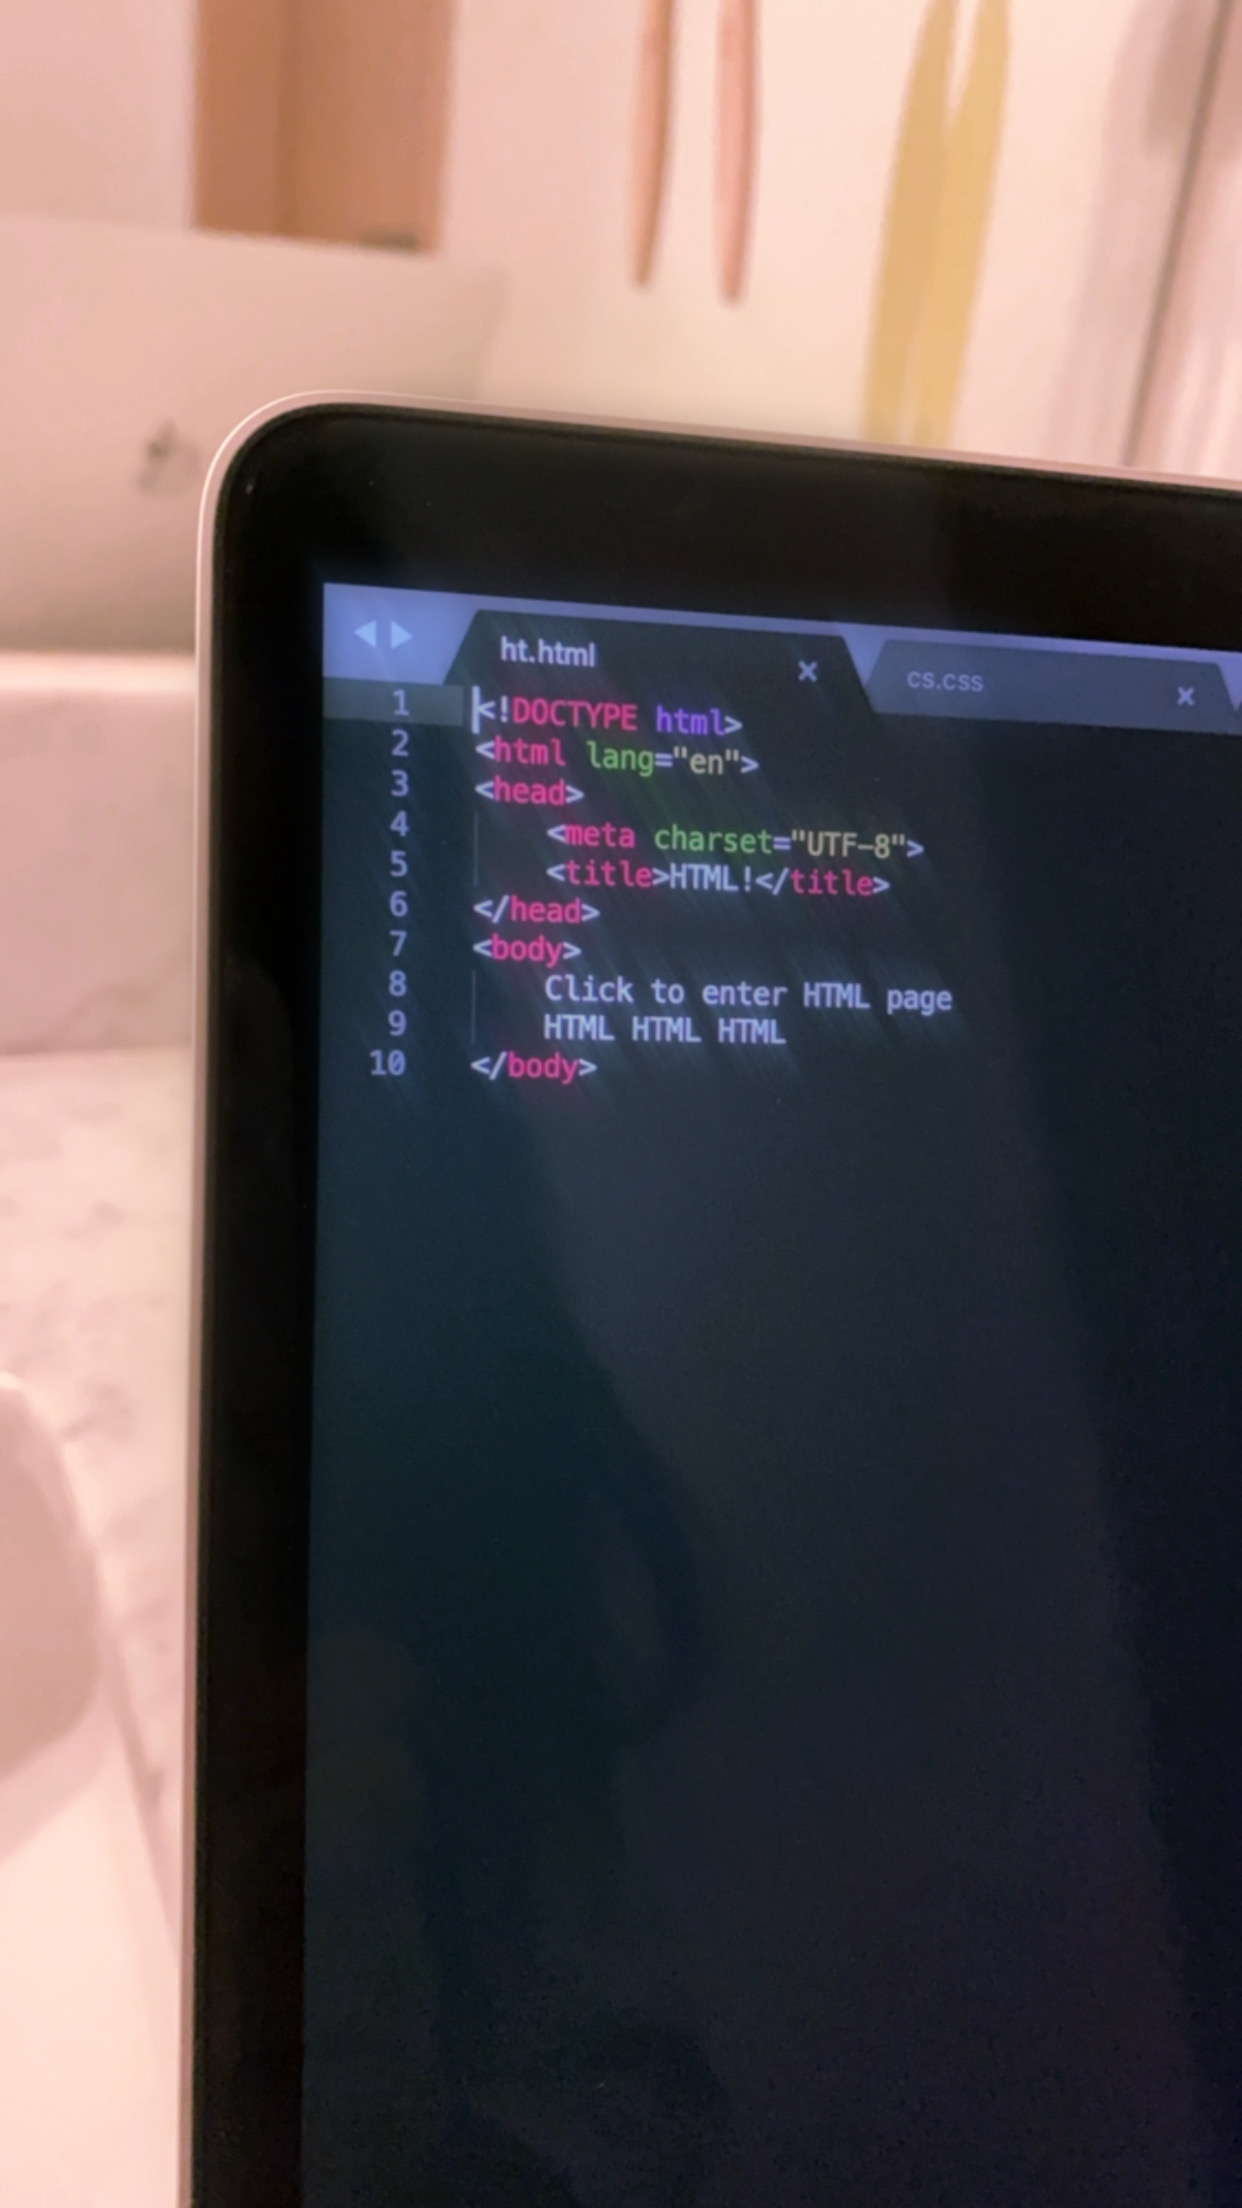 ht.html
cs.css
1 <!DOCTYPE html>
2 <html lang="en">
3 <head>
4     <meta charset="UTF-8">
5     <title>HTML!</title>
6 </head>
7 <body>
8     Click to enter HTML page
9     HTML HTML HTML
10 </body>